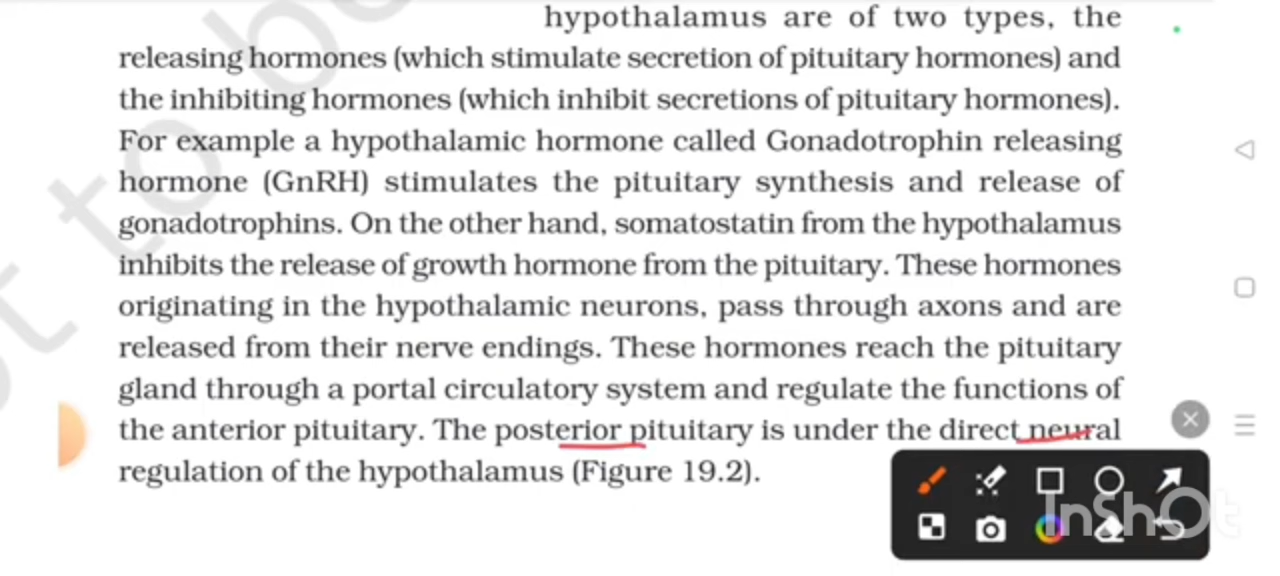 hypothalamus are of two types, the
releasing hormones (which stimulate secretion of pituitary hormones) and
the inhibiting hormones (which inhibit secretions of pituitary hormones).
For example a hypothalamic hormone called Gonadotrophin releasing
hormone (GnRH) stimulates the pituitary synthesis and release of
gonadotrophins. On the other hand, somatostatin from the hypothalamus
inhibits the release of growth hormone from the pituitary. These hormones
originating in the hypothalamic neurons, pass through axons and are
released from their nerve endings. These hormones reach the pituitary
gland through a portal circulatory system and regulate the functions of
the anterior pituitary. The posterior pituitary is under the direct neural
regulation of the hypothalamus (Figure 19.2).
InShOt
to b